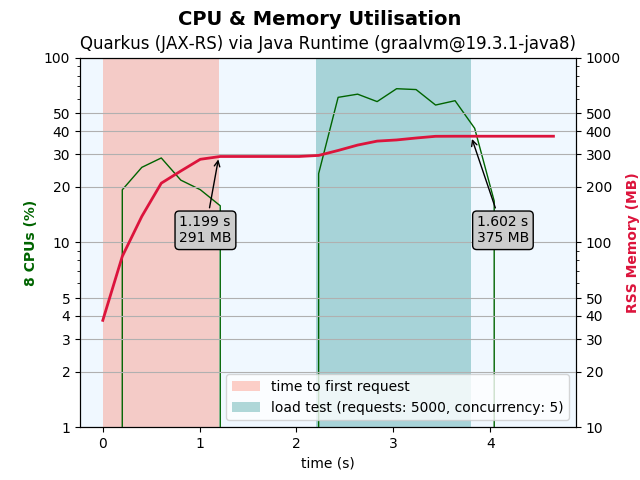 CPU & Memory Utilisation
Quarkus (JAX-RS) via Java Runtime (graalvm@19.3.1-java8)
100
50
40
30
20
10
5
4
3
2
1
8 CPUs (%)
1000
500
400
300
200
100
50
40
30
20
10
RSS Memory (MB)
1.199 s
291 MB
1.602 s
375 MB
time to first request
load test (requests: 5000, concurrency: 5)
0 1 2 3 4
time (s)